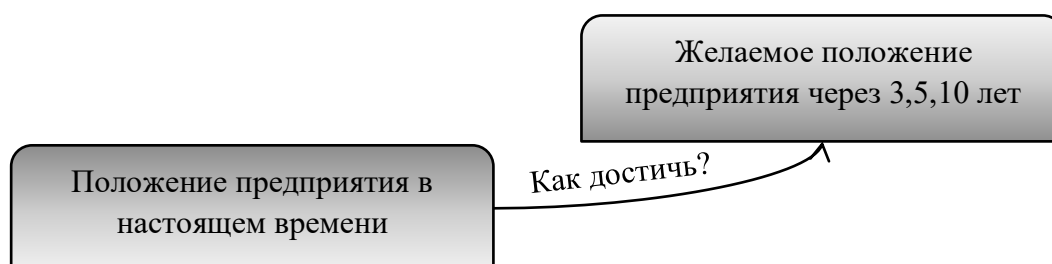 Желаемое положение
предприятия через 3,5,10 лет
Как достичь?
Положение предприятия в
настоящем времени